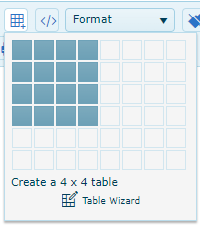 </> Format
Create a 4 x 4 table
Table Wizard